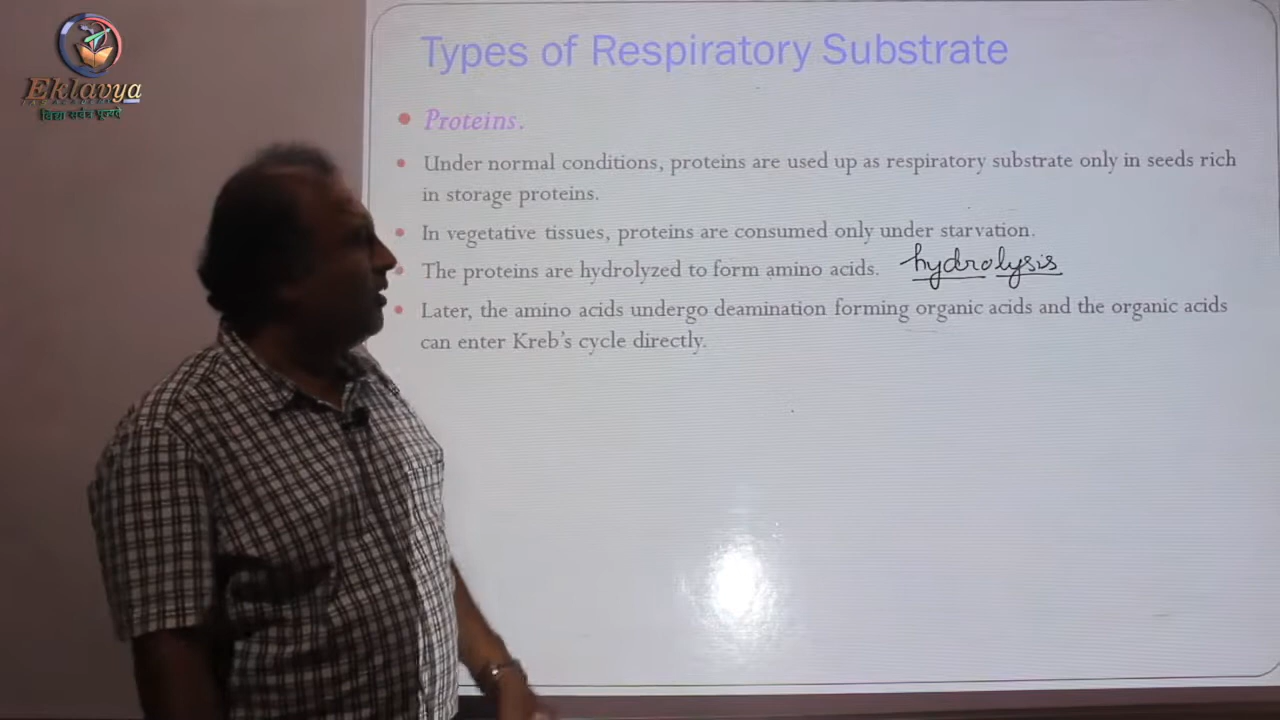 Eklavya
Types of Respiratory Substrate
Proteins.
Under normal conditions, proteins are used up as respiratory substrate only in seeds rich
in storage proteins.
In vegetative tissues, proteins are consumed only under starvation.
The proteins are hydrolyzed to form amino acids. hydrolysis
Later, the amino acids undergo deamination forming organic acids and the organic acids
can enter Kreb's cycle directly.